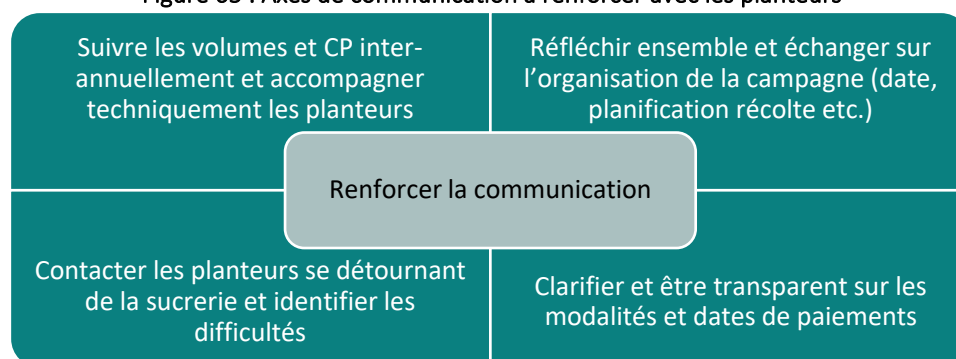 Figure 65 : Axes de communication à renforcer avec les planteurs
Suivre les volumes et CP inter-
annuellement et accompagner
techniquement les planteurs
Réfléchir ensemble et échanger sur
l’organisation de la campagne (date,
planification récolte etc.)
Renforcer la communication
Contacter les planteurs se détournant
de la sucrerie et identifier les
difficultés
Clarifier et être transparent sur les
modalités et dates de paiements